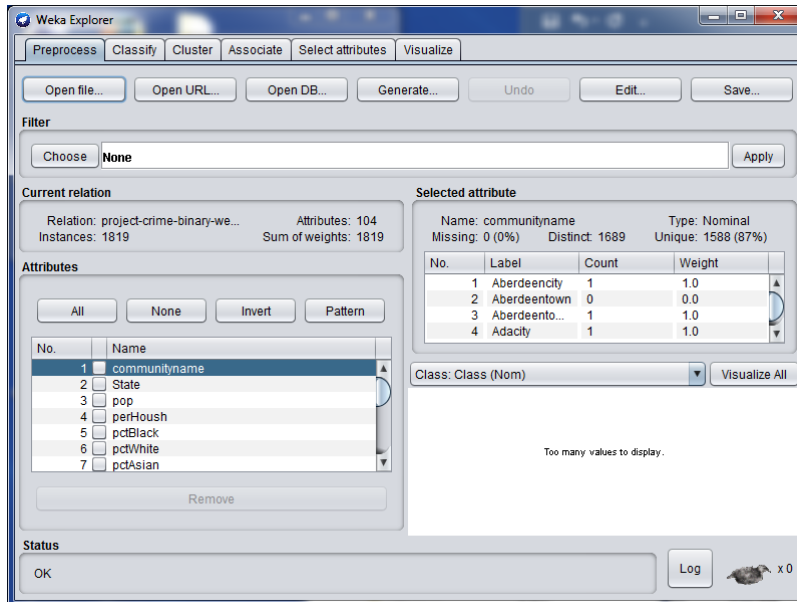 Weka Explorer
Preprocess Classify Cluster Associate Select attributes Visualize
Open file... Open URL... Open DB... Generate... Undo Edit... Save...
Filter
Choose None Apply
Current relation
Relation: project-crime-binary-we... Attributes: 104
Instances: 1819 Sum of weights: 1819
Selected attribute
Name: communityname Type: Nominal
Missing: 0 (0%) Distinct: 1689 Unique: 1588 (87%)
No. Label Count Weight
1 Aberdeencity 1 1.0
2 Aberdeentown 0 0.0
3 Aberdeento... 1 1.0
4 Adacity 1 1.0
Attributes
All None Invert Pattern
No. Name
1 communityname
2 State
3 pop
4 perHoush
5 pctBlack
6 pctWhite
7 pctAsian
Remove
Class: Class (Nom) Visualize All
Too many values to display.
Status
OK
Log x 0